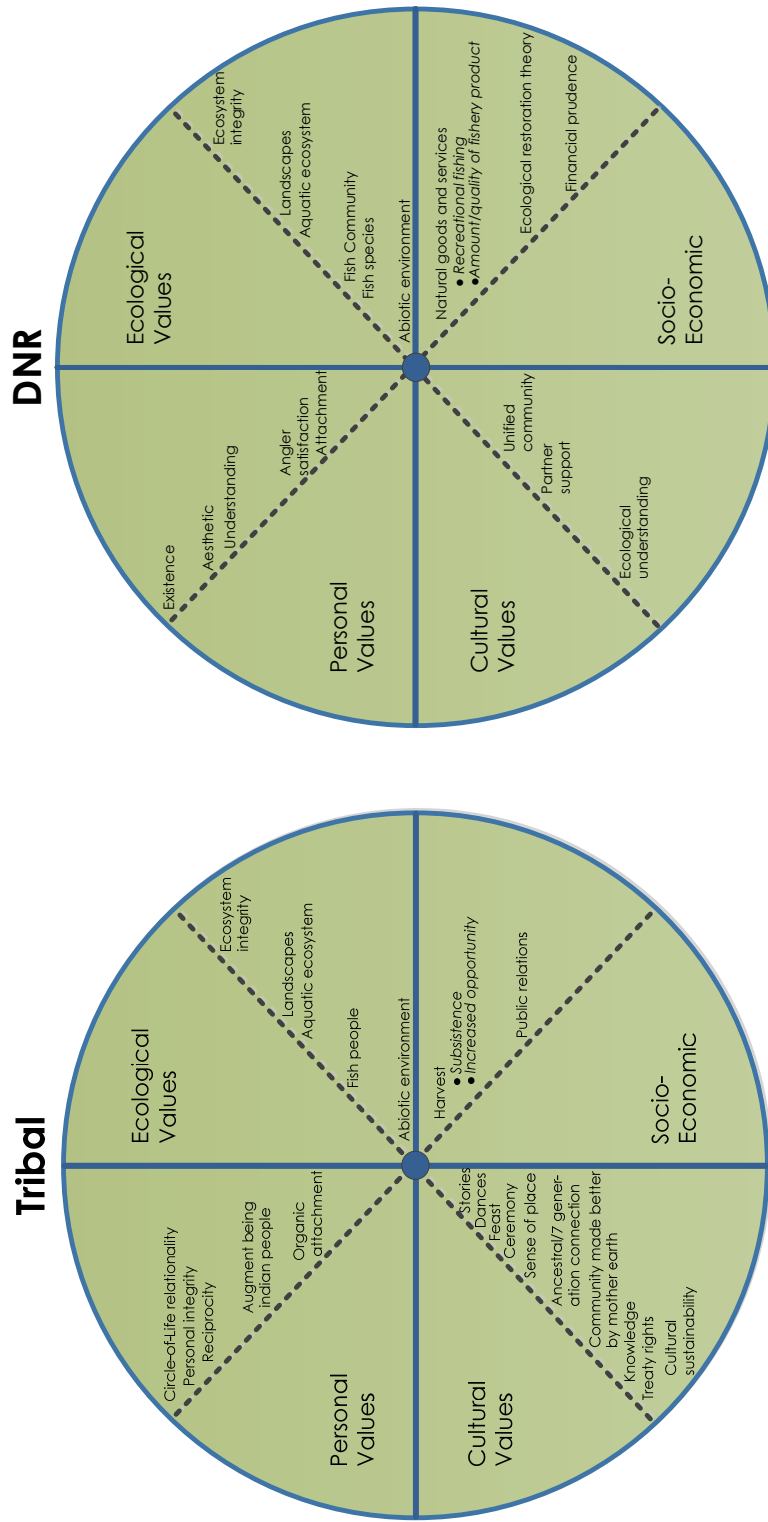 Tribal
Ecological
Values
Ecosystem
integrity
Landscapes
Aquatic ecosystem
Fish people
Abiotic environment
Circle-of-Life relationality
Personal integrity
Reciprocity
Augment being
indian people
Organic
attachment
Personal
Values
Cultural
Values
Stories
Dances
Feast
Ceremony
Sense of place
Ancestral/7 gener-
ation connection
Community made better
by mother earth
Knowledge
Treaty rights
Cultural
sustainability
Harvest
• Subsistence
• Increased opportunity
Public relations
Socio-
Economic
DNR
Ecological
Values
Ecosystem
integrity
Landscapes
Aquatic ecosystem
Fish Community
Fish species
Abiotic environment
Existence
Aesthetic
Understanding
Angler
satisfaction
Attachment
Personal
Values
Cultural
Values
Unified
community
Partner
support
Ecological
understanding
Natural goods and services
• Recreational fishing
• Amount/quality of fishery product
Ecological restoration theory
Financial prudence
Socio-
Economic